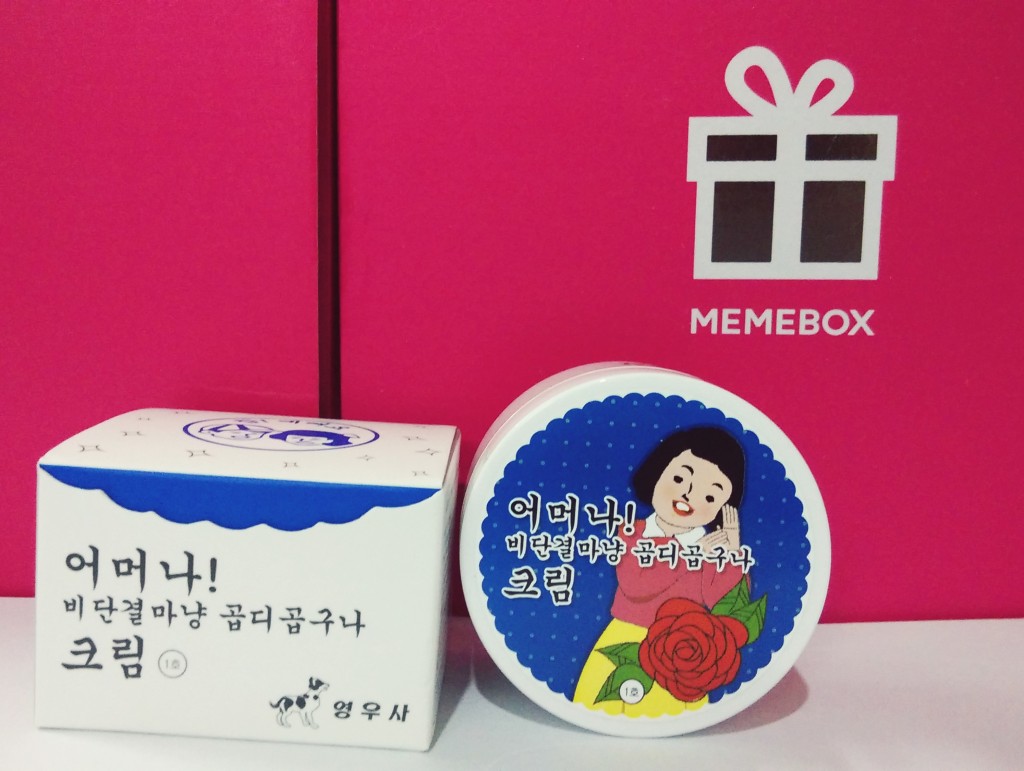 MEMEBOX
어머나!
비단결마냥 곱디곱구나
크림 1호
영우사
어머나!
비단결마냥 곱디곱구나
크림
1호